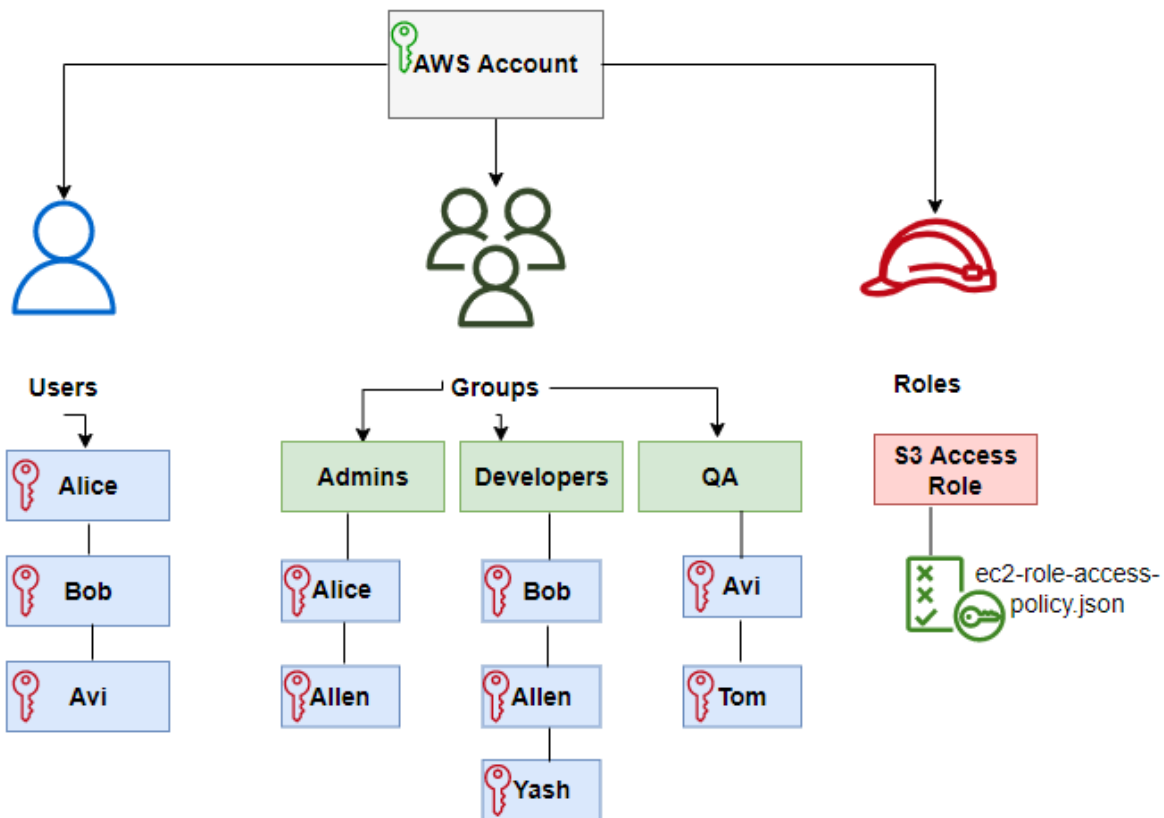 AWS Account
Users
Groups
Roles
Alice
Bob
Avi
Admins
Developers
QA
Alice
Allen
Bob
Allen
Yash
Avi
Tom
S3 Access
Role
ec2-role-access-
policy.json